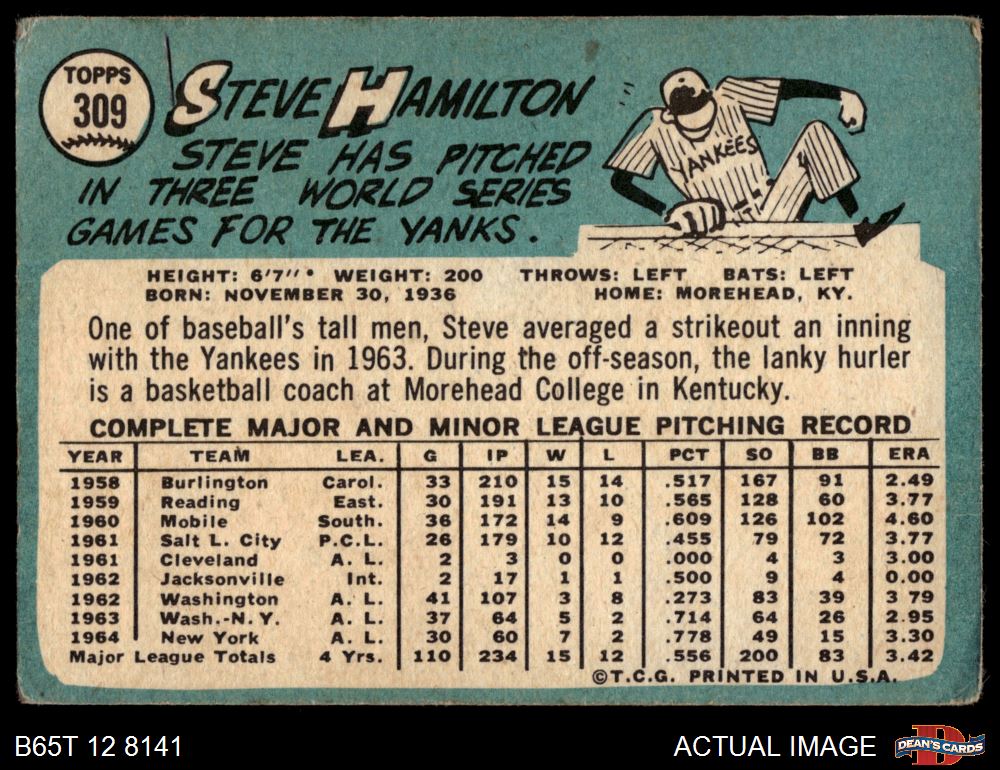 TOPPS
309
STEVE HAMILTON
STEVE HAS PITCHED
IN THREE WORLD SERIES
GAMES FOR THE YANKS.
YANKEES
HEIGHT: 6'7" • WEIGHT: 200 THROWS: LEFT BATS: LEFT
BORN: NOVEMBER 30, 1936 HOME: MOREHEAD, KY.
One of baseball's tall men, Steve averaged a strikeout an inning
with the Yankees in 1963. During the off-season, the lanky hurler
is a basketball coach at Morehead College in Kentucky.
COMPLETE MAJOR AND MINOR LEAGUE PITCHING RECORD
YEAR TEAM LEA. G IP W L PCT SO BB ERA
1958 Burlington Carol. 33 210 15 14 .517 167 91 2.49
1959 Reading East. 30 191 13 10 .565 128 60 3.77
1960 Mobile South. 36 172 14 9 .609 126 102 4.60
1961 Salt L. City P.C.L. 26 179 10 12 .455 79 72 3.77
1961 Cleveland A. L. 2 3 0 0 .000 4 3 3.00
1962 Jacksonville Int. 2 17 1 1 .500 9 4 0.00
1962 Washington A. L. 41 107 3 8 .273 83 39 3.79
1963 Wash.-N. Y. A. L. 37 64 5 2 .714 64 26 2.95
1964 New York A. L. 30 60 7 2 .778 49 15 3.30
Major League Totals 4 Yrs. 110 234 15 12 .556 200 83 3.42
©T.C.G. PRINTED IN U.S.A.
B65T 12 8141
ACTUAL IMAGE
DEAN'S CARDS